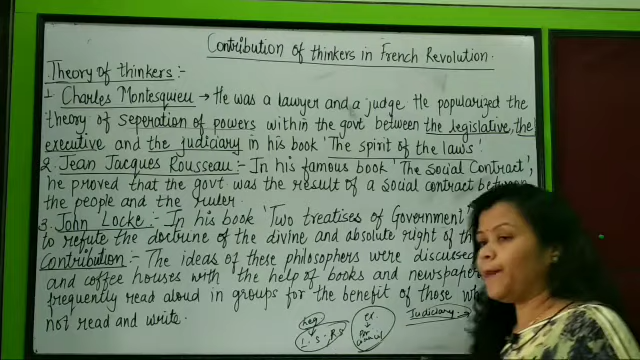 Contribution of thinkers in French Revolution.
Theory of thinkers :-
1. Charles Montesquieu → He was a lawyer and a judge. He popularized the
theory of seperation of powers within the govt between the legislative, the
executive and the judiciary in his book 'The spirit of the laws'.
2. Jean Jacques Rousseau :- In his famous book 'The Social Contract',
he proved that the govt was the result of a social contract between
the people and the ruler.
3. John Locke :- In his book 'Two treatises of Government'
to refute the doctrine of the divine and absolute right of the
Contribution :- The ideas of these philosophers were discussed
and coffee houses with the help of books and newspaper
frequently read aloud in groups for the benefit of those
not read and write.
Leg
L.S. RS
ex.
Council
Judiciary →